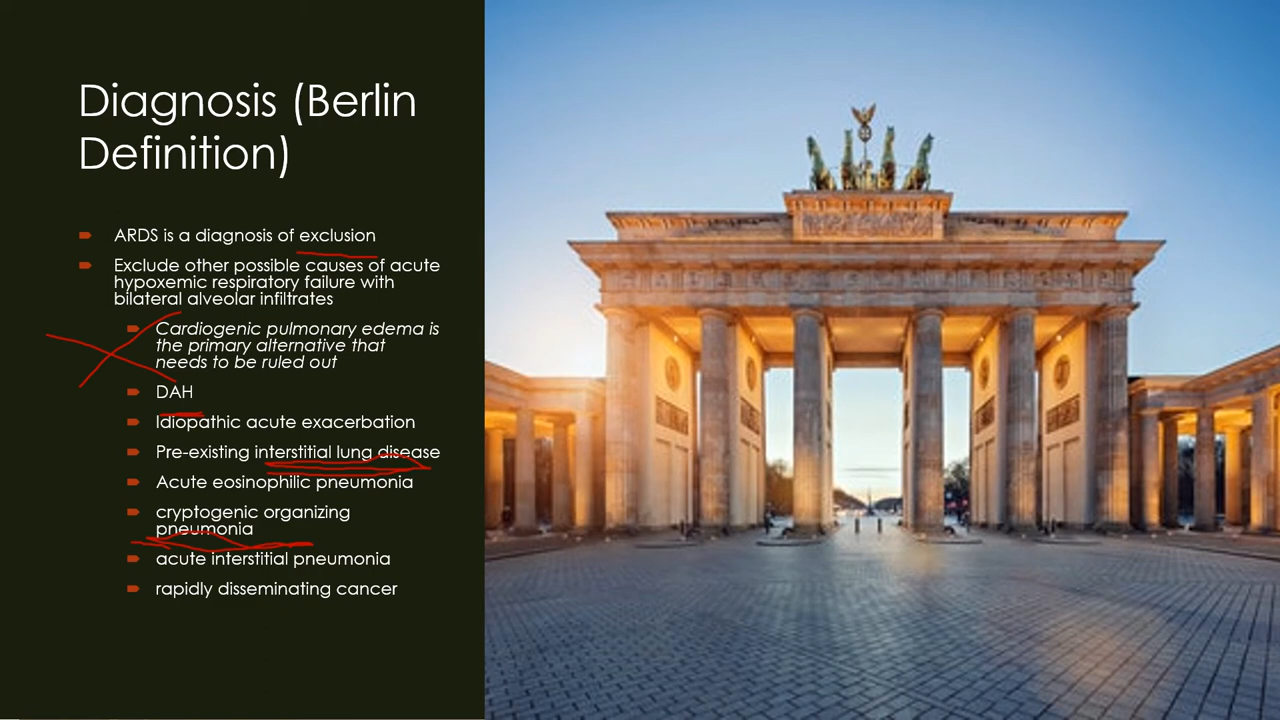 Diagnosis (Berlin
Definition)
ARDS is a diagnosis of exclusion
Exclude other possible causes of acute
hypoxemic respiratory failure with
bilateral alveolar infiltrates
Cardiogenic pulmonary edema is
the primary alternative that
needs to be ruled out
DAH
Idiopathic acute exacerbation
Pre-existing interstitial lung disease
Acute eosinophilic pneumonia
cryptogenic organizing
pneumonia
acute interstitial pneumonia
rapidly disseminating cancer